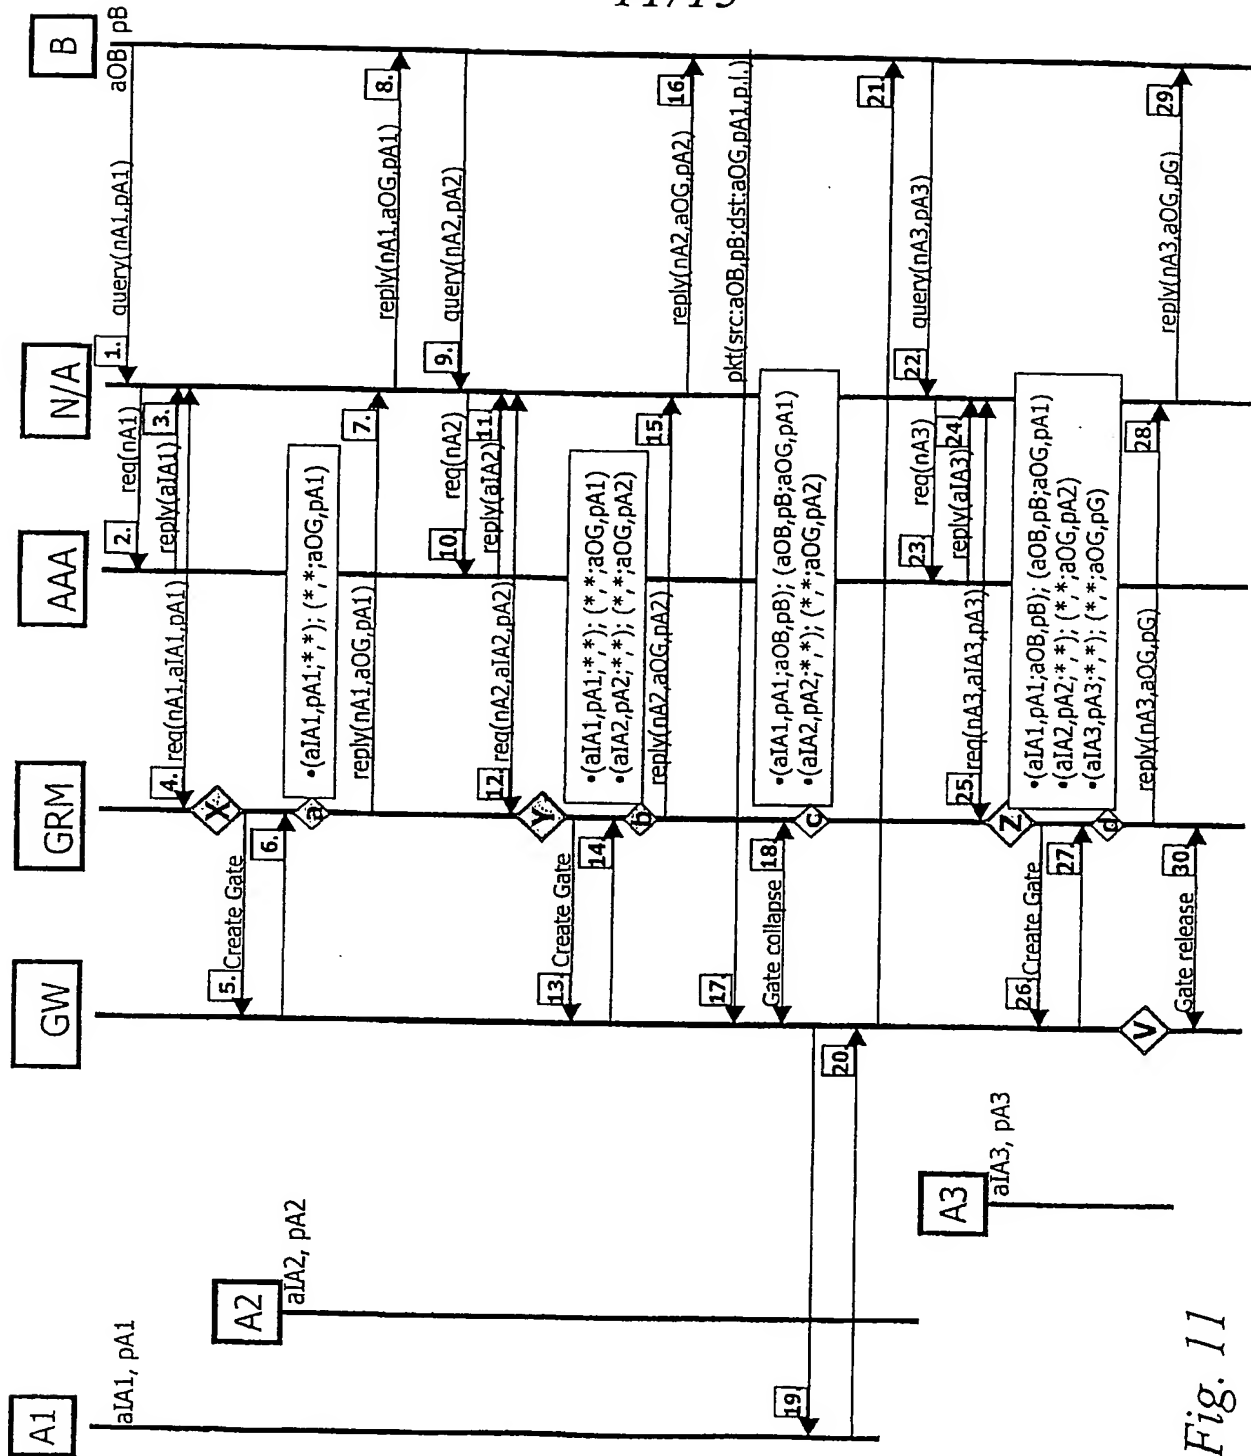 11/13
A1
A2
A3
GW
GRM
AAA
N/A
B
aIA1, pA1
aIA2, pA2
aIA3, pA3
aOB pB
1. query(nA1,pA1)
2. req(nA1)
3. reply(aIA1)
4. req(nA1,aIA1,pA1)
X
5. Create Gate
6.
a
•(aIA1,pA1;*,*); (*,*;aOG,pA1)
7. reply(nA1,aOG,pA1)
8. reply(nA1,aOG,pA1)
9. query(nA2,pA2)
10. req(nA2)
11. reply(aIA2)
12. req(nA2,aIA2,pA2)
Y
13. Create Gate
14.
b
•(aIA1,pA1;*,*); (*,*;aOG,pA1)
•(aIA2,pA2;*,*); (*,*;aOG,pA2)
15. reply(nA2,aOG,pA2)
16. reply(nA2,aOG,pA2)
17. pkt(src:aOB,pB;dst:aOG,pA1,p.l.)
18. Gate collapse
c
•(aIA1,pA1;aOB,pB); (aOB,pB;aOG,pA1)
•(aIA2,pA2;*,*); (*,*;aOG,pA2)
19.
20.
21.
22. query(nA3,pA3)
23. req(nA3)
24. reply(aIA3)
25. req(nA3,aIA3,pA3)
Z
26. Create Gate
27.
d
•(aIA1,pA1;aOB,pB); (aOB,pB;aOG,pA1)
•(aIA2,pA2;*,*); (*,*;aOG,pA2)
•(aIA3,pA3;*,*); (*,*;aOG,pG)
28. reply(nA3,aOG,pG)
29. reply(nA3,aOG,pG)
V
30. Gate release
Fig. 11